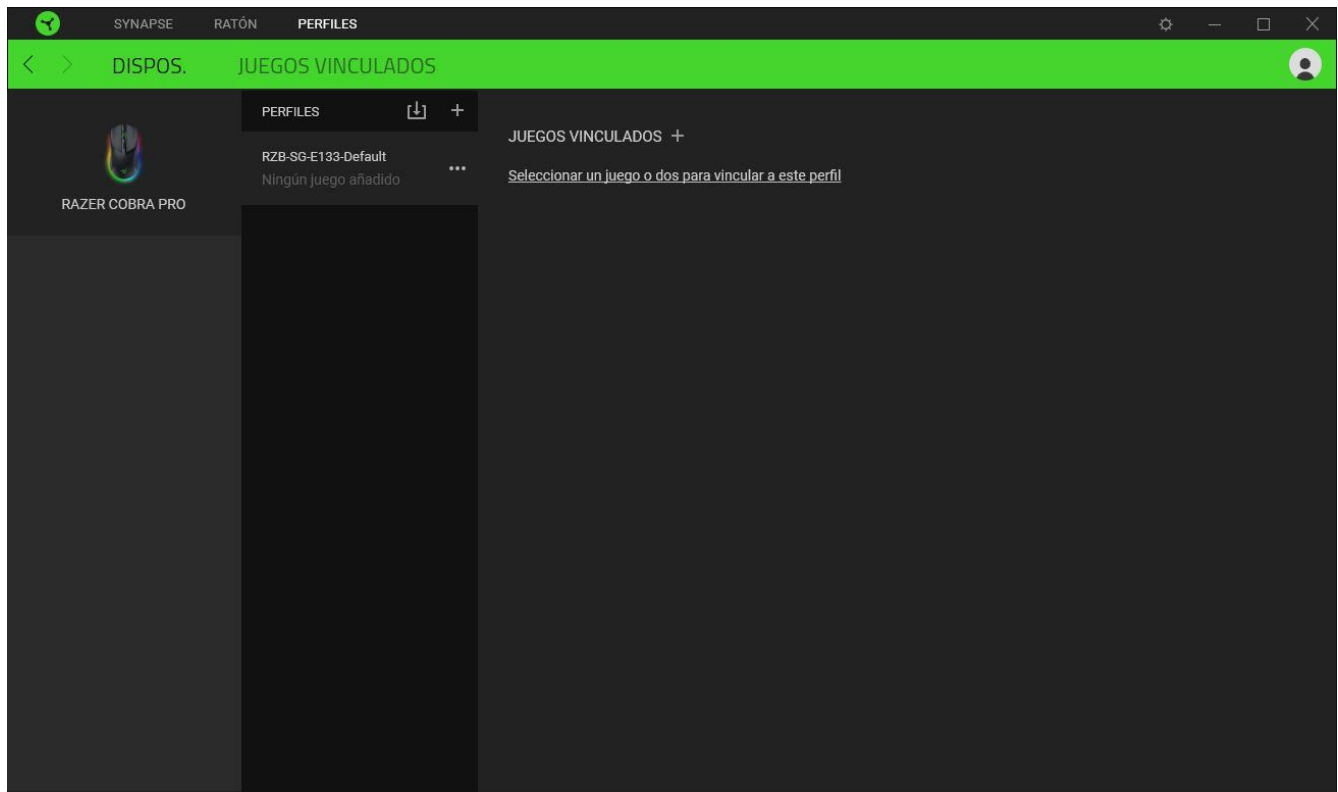 SYNAPSE RATÓN PERFILES
DISPOS. JUEGOS VINCULADOS
RAZER COBRA PRO
PERFILES
RZB-SG-E133-Default
Ningún juego añadido
JUEGOS VINCULADOS
Seleccionar un juego o dos para vincular a este perfil